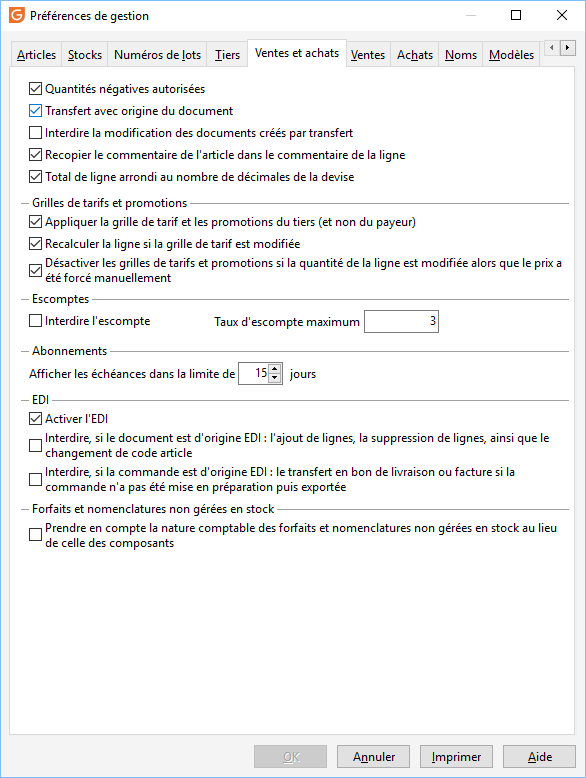 Préférences de gestion
Articles Stocks Numéros de lots Tiers Ventes et achats Ventes Achats Noms Modèles
Quantités négatives autorisées
Transfert avec origine du document
Interdire la modification des documents créés par transfert
Recopier le commentaire de l'article dans le commentaire de la ligne
Total de ligne arrondi au nombre de décimales de la devise
Grilles de tarifs et promotions
Appliquer la grille de tarif et les promotions du tiers (et non du payeur)
Recalculer la ligne si la grille de tarif est modifiée
Désactiver les grilles de tarifs et promotions si la quantité de la ligne est modifiée alors que le prix a
été forcé manuellement
Escomptes
Interdire l'escompte Taux d'escompte maximum 3
Abonnements
Afficher les échéances dans la limite de 15 jours
EDI
Activer l'EDI
Interdire, si le document est d'origine EDI : l'ajout de lignes, la suppression de lignes, ainsi que le
changement de code article
Interdire, si la commande est d'origine EDI : le transfert en bon de livraison ou facture si la
commande n'a pas été mise en préparation puis exportée
Forfaits et nomenclatures non gérées en stock
Prendre en compte la nature comptable des forfaits et nomenclatures non gérées en stock au lieu
de celle des composants
OK Annuler Imprimer Aide